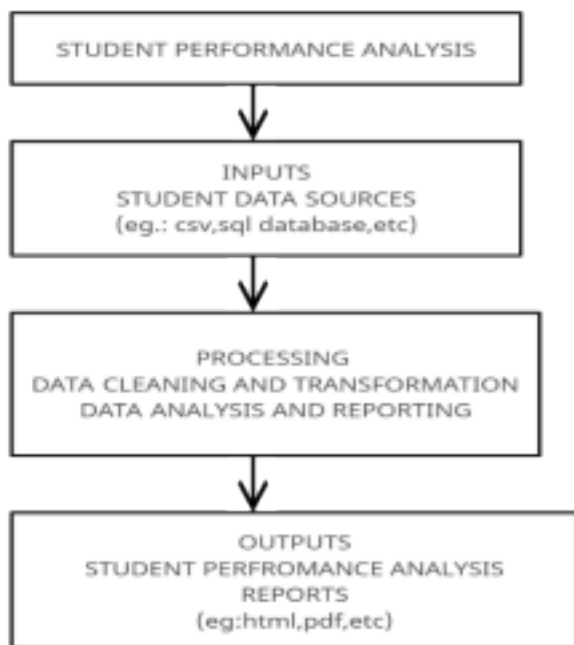 STUDENT PERFORMANCE ANALYSIS
INPUTS
STUDENT DATA SOURCES
(eg.: csv,sql database,etc)
PROCESSING
DATA CLEANING AND TRANSFORMATION
DATA ANALYSIS AND REPORTING
OUTPUTS
STUDENT PERFROMANCE ANALYSIS
REPORTS
(eg:html,pdf,etc)